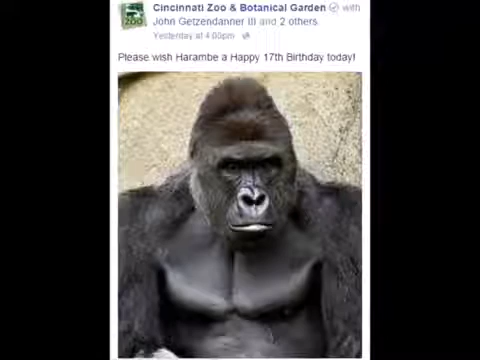 Cincinnati Zoo & Botanical Garden with
John Getzendanner III and 2 others
Yesterday at 4:00pm
Please wish Harambe a Happy 17th Birthday today!
ZOO